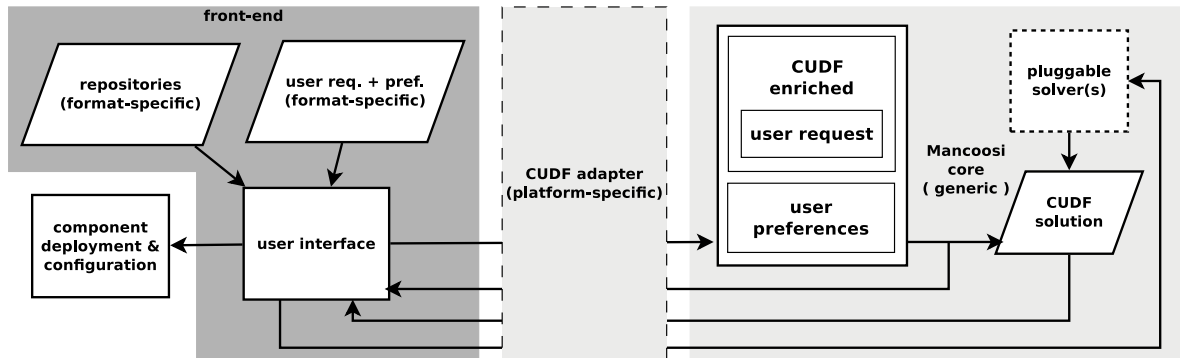 front-end
repositories
(format-specific)
user req. + pref.
(format-specific)
component
deployment &
configuration
user interface
CUDF adapter
(platform-specific)
CUDF
enriched
user request
user
preferences
Mancoosi
core
( generic )
pluggable
solver(s)
CUDF
solution